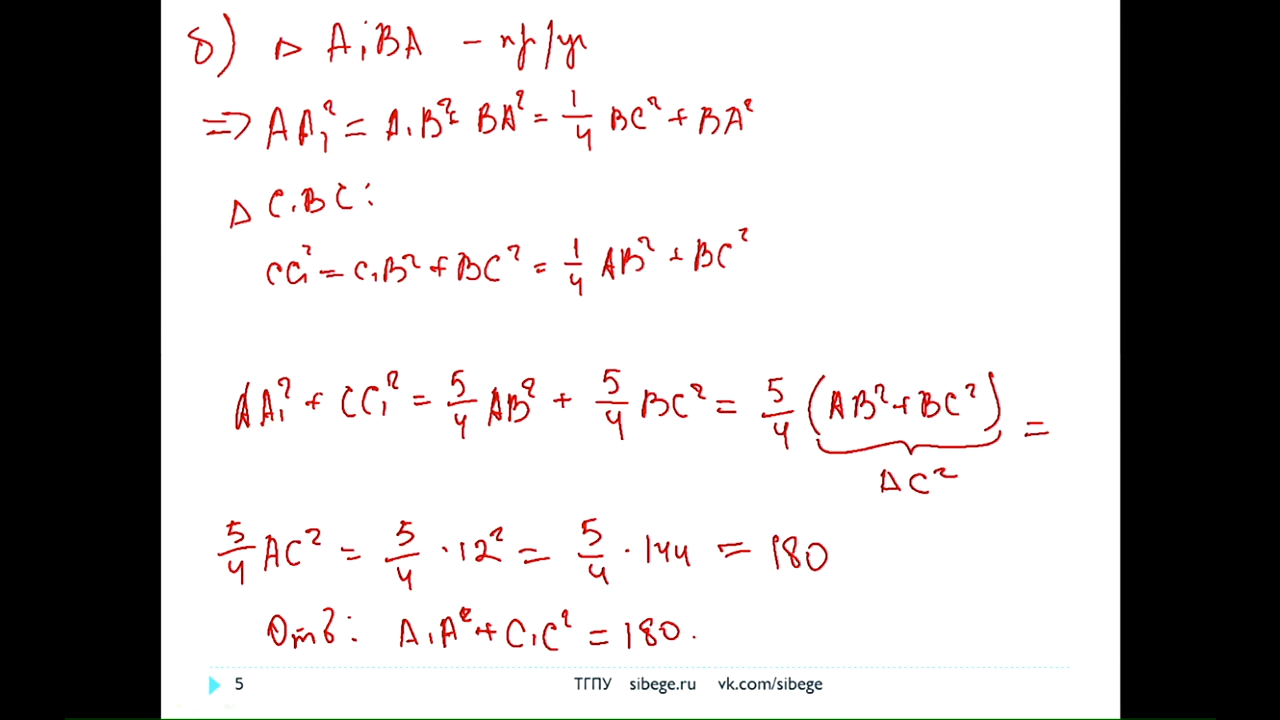 б) △ A₁BA – пр/уг
=> AA₁² = A₁B² + BA² = 1/4 BC² + BA²
△ C₁BC:
CC₁² = C₁B² + BC² = 1/4 AB² + BC²
AA₁² + CC₁² = 5/4 AB² + 5/4 BC² = 5/4 (AB² + BC²) =
AC²
5/4 AC² = 5/4 · 12² = 5/4 · 144 = 180
Отв: A₁A² + C₁C² = 180.
5 ТГПУ sibege.ru vk.com/sibege